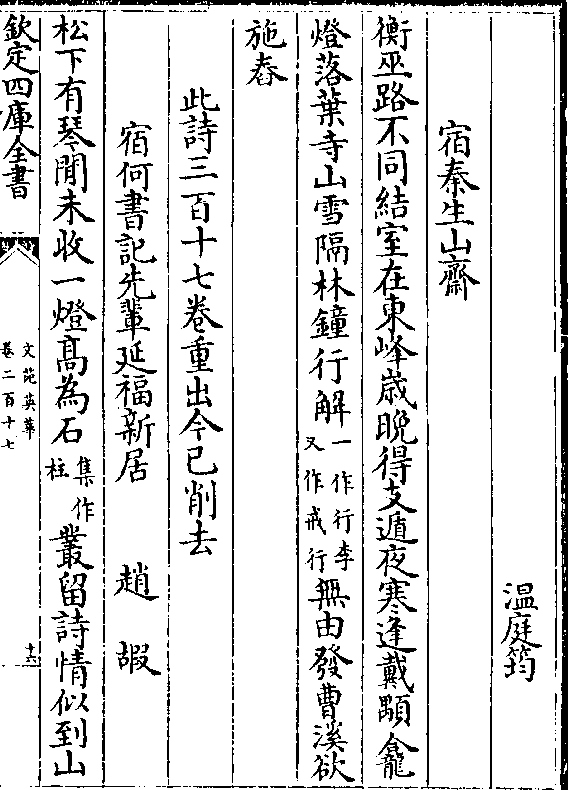 溫庭筠
宿秦生山齋
衡巫路不同結室在東峰歳晩得支遁夜寒逢戴顒龕
燈落葉寺山雪隔林鐘行解一作行李又作戒行無由發曹溪欲
施舂
此詩三百十七卷重出今已削去
宿何書記先輩延福新居 趙嘏
松下有琴閒未收一燈髙為石集作柱叢留詩情似到山
欽定四庫全書
文苑英華
卷二百十七
十六